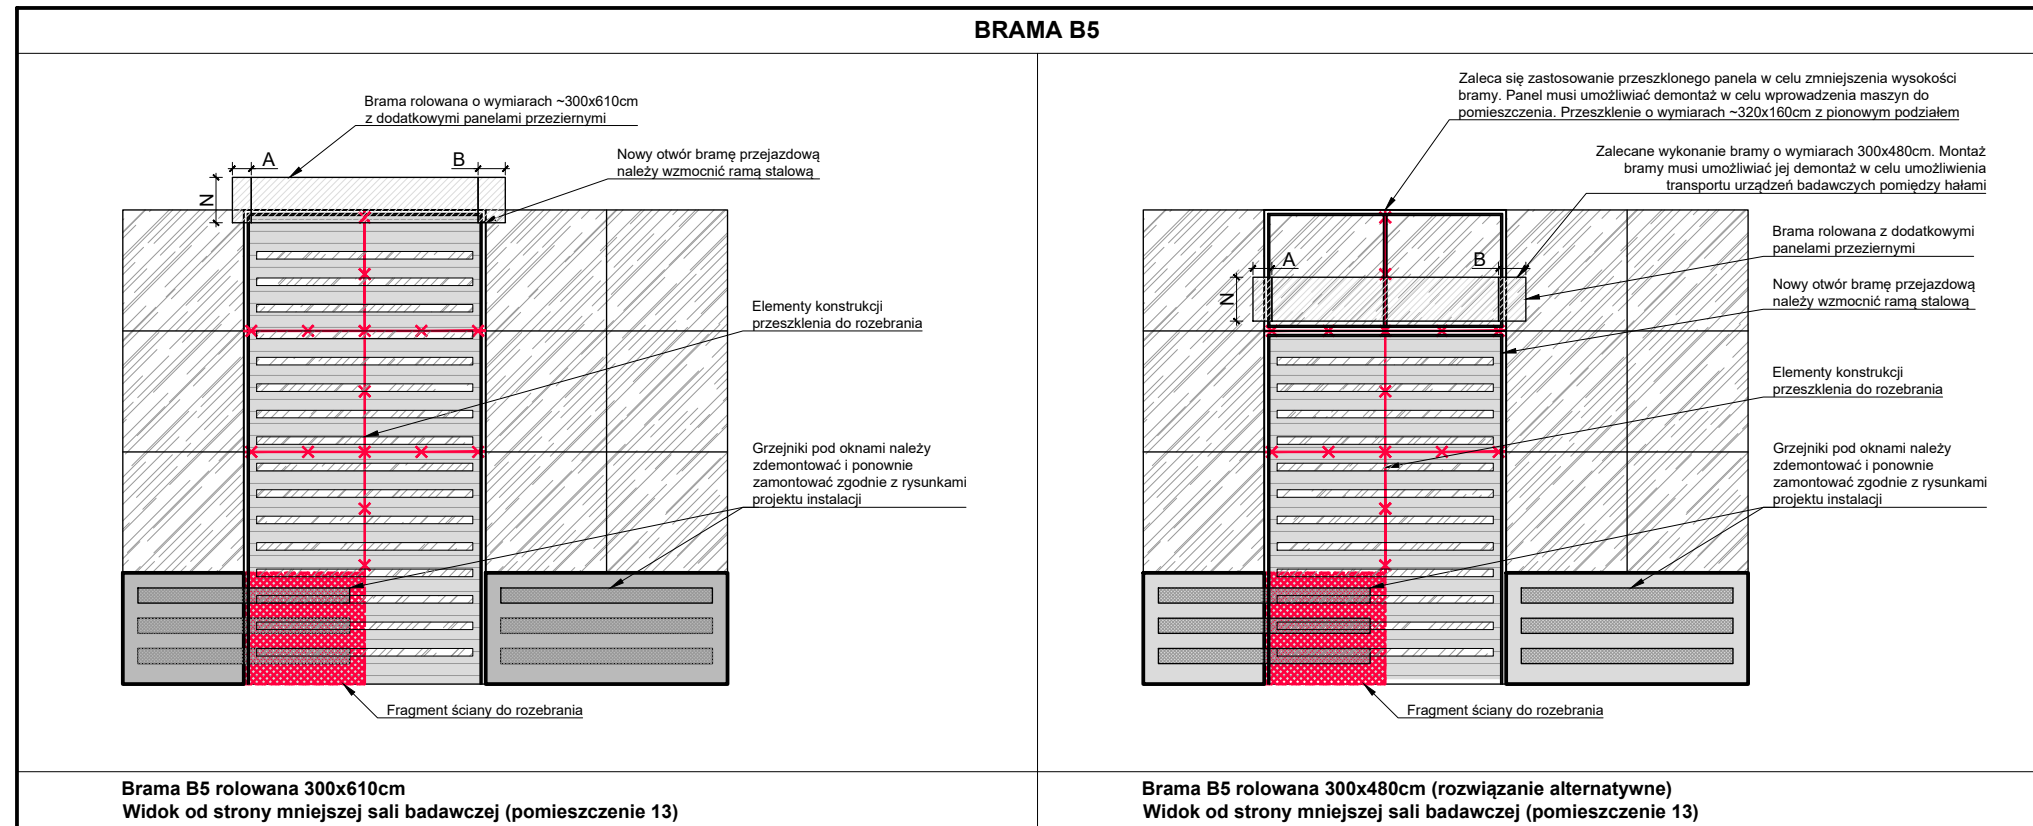 BRAMA B5
Brama rolowana o wymiarach ~300x610cm
z dodatkowymi panelami przeziernymi
A
B
N
Nowy otwór bramę przejazdową
należy wzmocnić ramą stalową
Elementy konstrukcji
przeszklenia do rozebrania
Grzejniki pod oknami należy
zdemontować i ponownie
zamontować zgodnie z rysunkami
projektu instalacji
Fragment ściany do rozebrania
Brama B5 rolowana 300x610cm
Widok od strony mniejszej sali badawczej (pomieszczenie 13)
Zaleca się zastosowanie przeszklonego panela w celu zmniejszenia wysokości
bramy. Panel musi umożliwiać demontaż w celu wprowadzenia maszyn do
pomieszczenia. Przeszklenie o wymiarach ~320x160cm z pionowym podziałem
Zalecane wykonanie bramy o wymiarach 300x480cm. Montaż
bramy musi umożliwiać jej demontaż w celu umożliwienia
transportu urządzeń badawczych pomiędzy halami
A
B
N
Brama rolowana z dodatkowymi
panelami przeziernymi
Nowy otwór bramę przejazdową
należy wzmocnić ramą stalową
Elementy konstrukcji
przeszklenia do rozebrania
Grzejniki pod oknami należy
zdemontować i ponownie
zamontować zgodnie z rysunkami
projektu instalacji
Fragment ściany do rozebrania
Brama B5 rolowana 300x480cm (rozwiązanie alternatywne)
Widok od strony mniejszej sali badawczej (pomieszczenie 13)